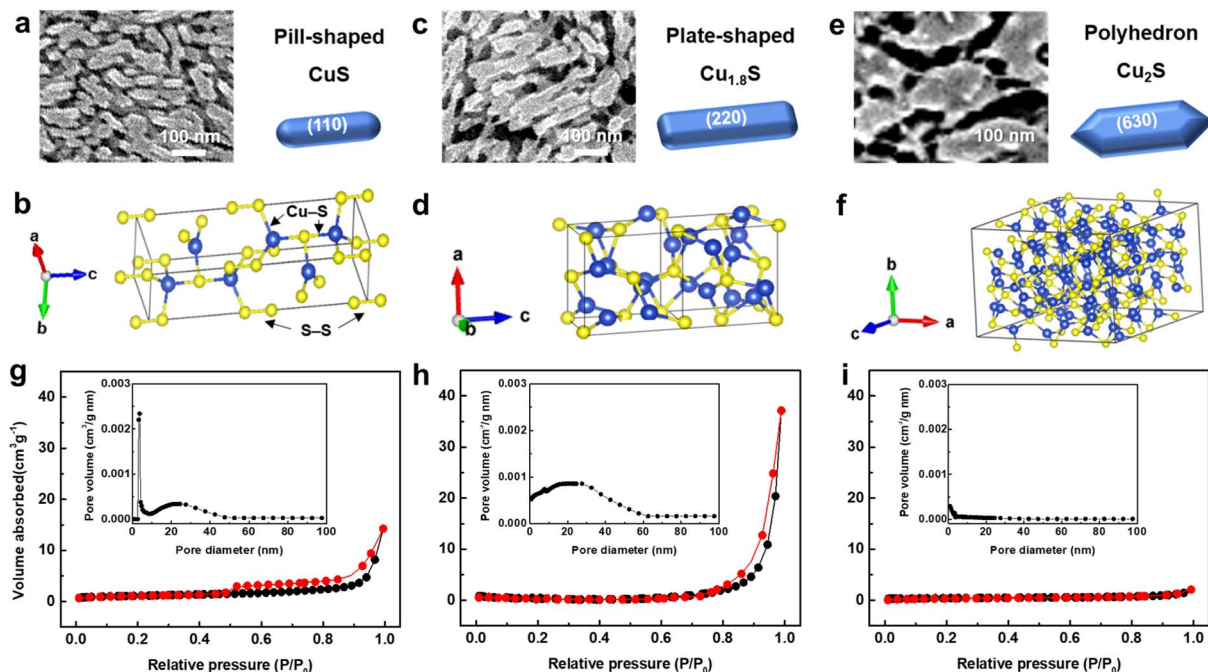 a
Pill-shaped
CuS
(110)
100 nm
c
Plate-shaped
Cu1.8S
(220)
100 nm
e
Polyhedron
Cu2S
(630)
100 nm
b
Cu–S
S–S
a
c
b
d
a
b
c
f
b
c
a
g
Volume absorbed(cm³g⁻¹)
40
30
20
10
0
0.0 0.2 0.4 0.6 0.8 1.0
Relative pressure (P/P₀)
Pore volume (cm³/g nm)
0.003
0.002
0.001
0.000
0 20 40 60 80 100
Pore diameter (nm)
h
40
30
20
10
0
0.0 0.2 0.4 0.6 0.8 1.0
Relative pressure (P/P₀)
Pore volume (cm³/g nm)
0.003
0.002
0.001
0.000
0 20 40 60 80 100
Pore diameter (nm)
i
40
30
20
10
0
0.0 0.2 0.4 0.6 0.8 1.0
Relative pressure (P/P₀)
Pore volume (cm³/g nm)
0.003
0.002
0.001
0.000
0 20 40 60 80 100
Pore diameter (nm)